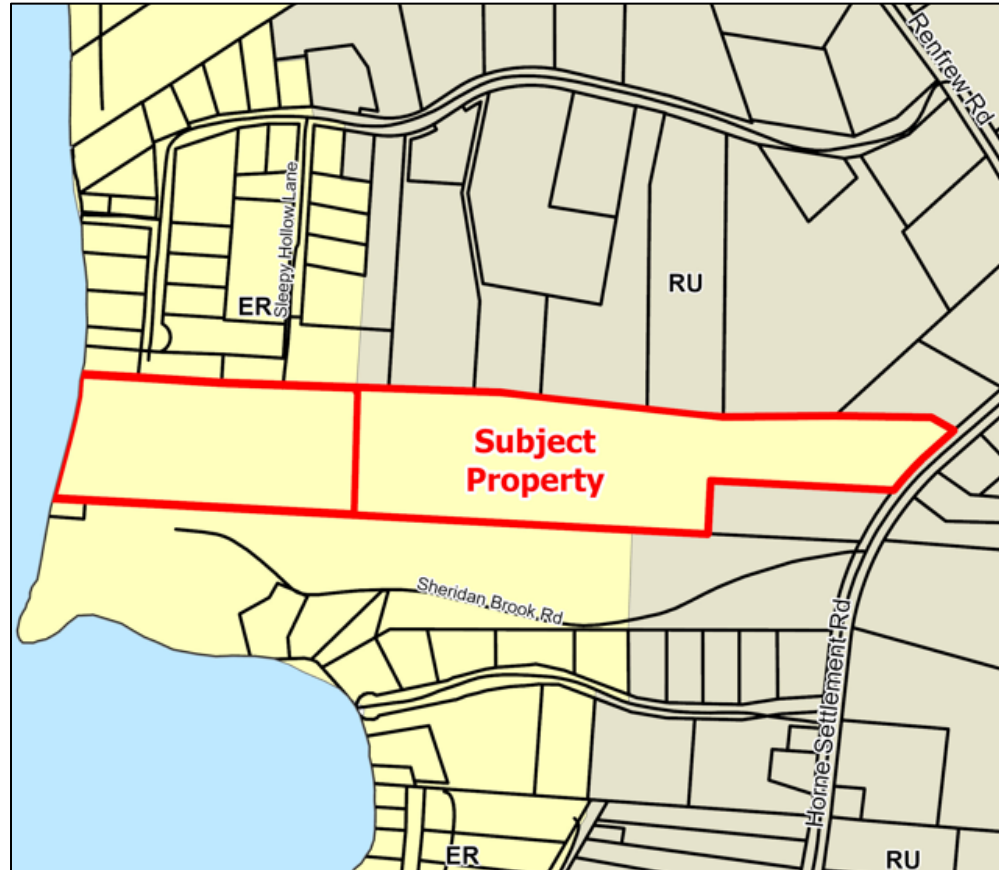 Renfrew Rd
Sleepy Hollow Lane
ER
RU
Subject
Property
Sheridan Brook Rd
Horne Settlement Rd
ER
RU